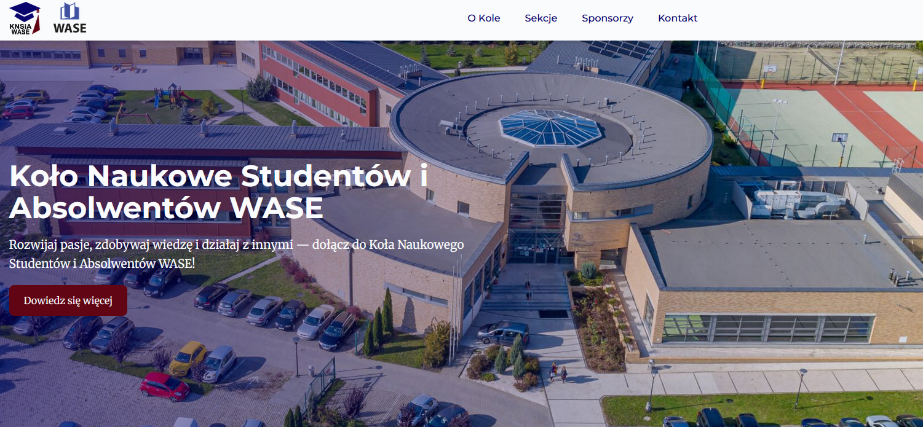 KNSIA
WASE
WASE
O Kole
Sekcje
Sponsorzy
Kontakt
Koło Naukowe Studentów i
Absolwentów WASE
Rozwijaj pasje, zdobywaj wiedzę i działaj z innymi — dołącz do Koła Naukowego
Studentów i Absolwentów WASE!
Dowiedz się więcej